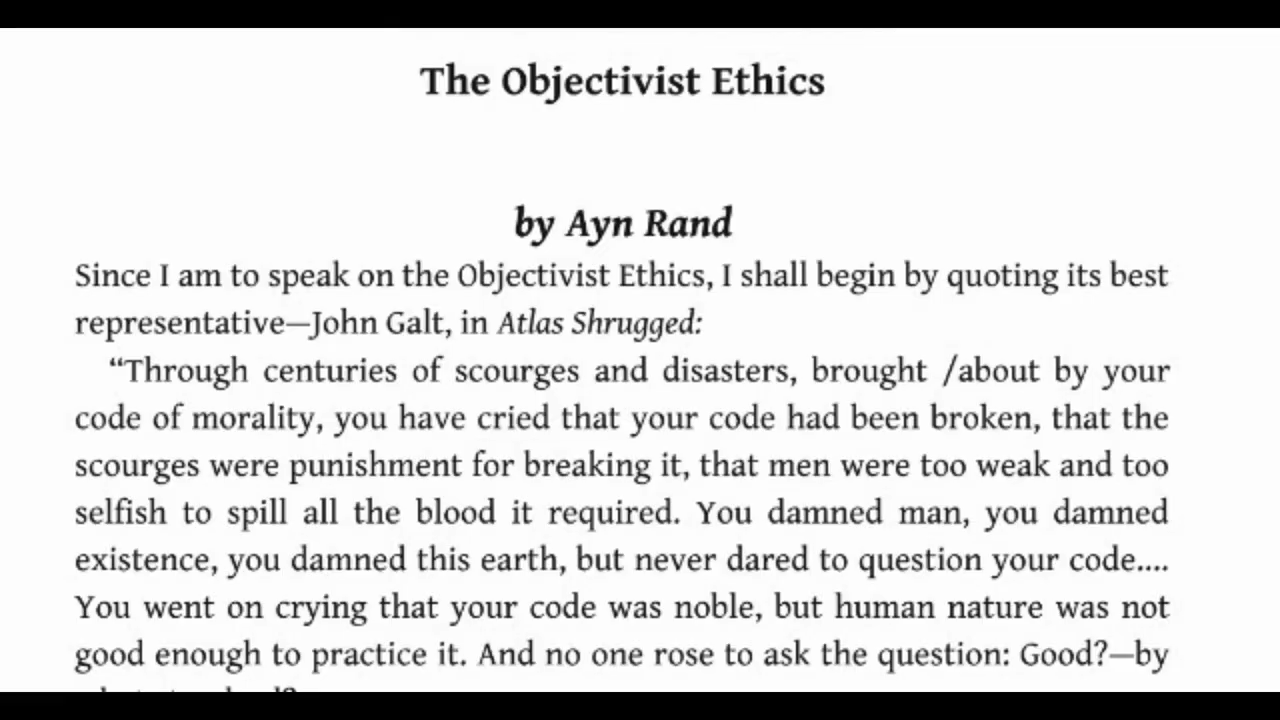 The Objectivist Ethics
by Ayn Rand
Since I am to speak on the Objectivist Ethics, I shall begin by quoting its best
representative—John Galt, in Atlas Shrugged:
“Through centuries of scourges and disasters, brought /about by your
code of morality, you have cried that your code had been broken, that the
scourges were punishment for breaking it, that men were too weak and too
selfish to spill all the blood it required. You damned man, you damned
existence, you damned this earth, but never dared to question your code....
You went on crying that your code was noble, but human nature was not
good enough to practice it. And no one rose to ask the question: Good?—by